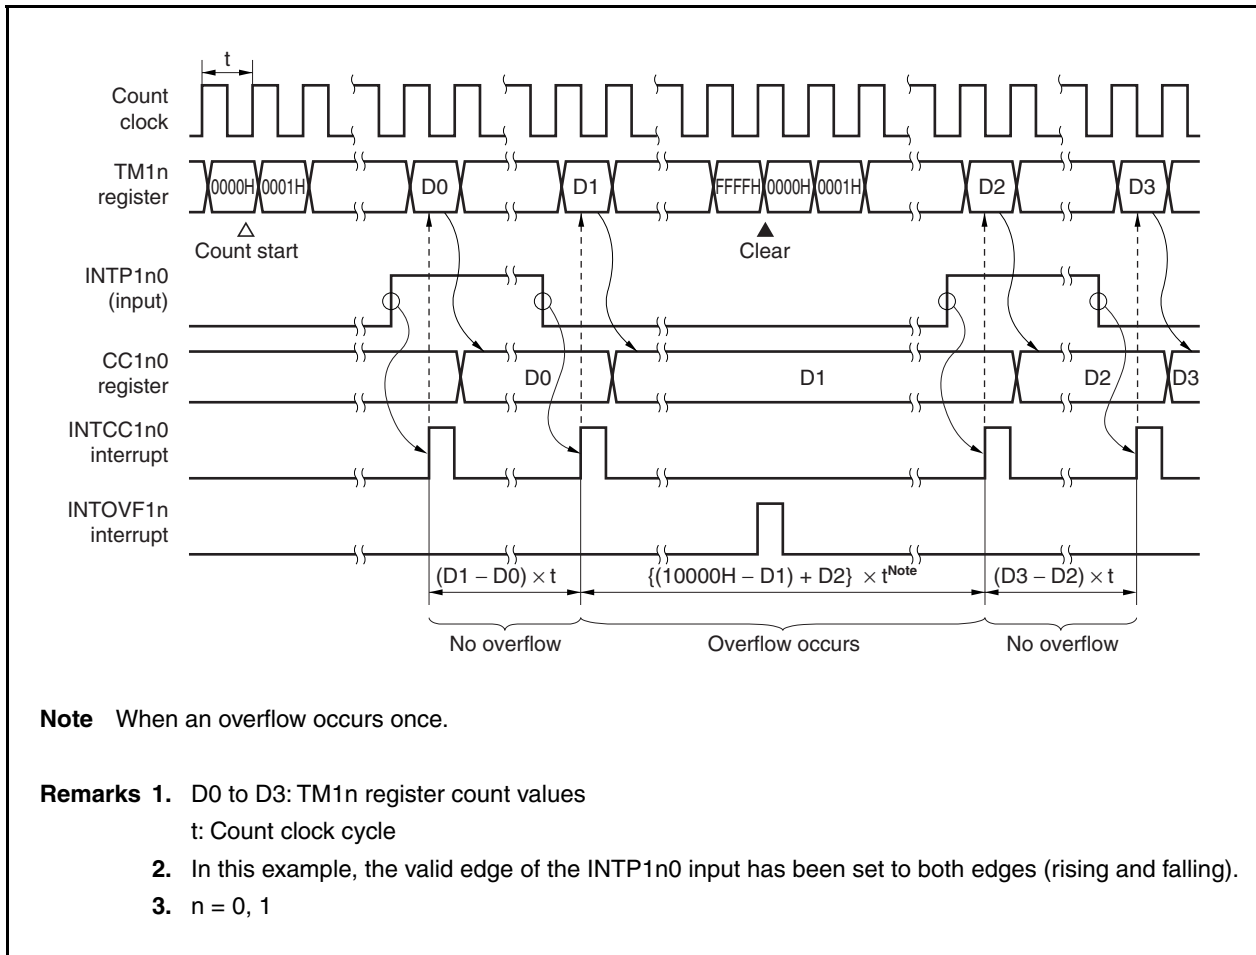 t
Count
clock
TM1n
register
0000H 0001H D0 D1 FFFFH 0000H 0001H D2 D3
Count start
Clear
INTP1n0
(input)
CC1n0
register
D0 D1 D2 D3
INTCC1n0
interrupt
INTOVF1n
interrupt
(D1 − D0) × t {(10000H − D1) + D2} × tNote (D3 − D2) × t
No overflow Overflow occurs No overflow
Note When an overflow occurs once.
Remarks 1. D0 to D3: TM1n register count values
t: Count clock cycle
2. In this example, the valid edge of the INTP1n0 input has been set to both edges (rising and falling).
3. n = 0, 1